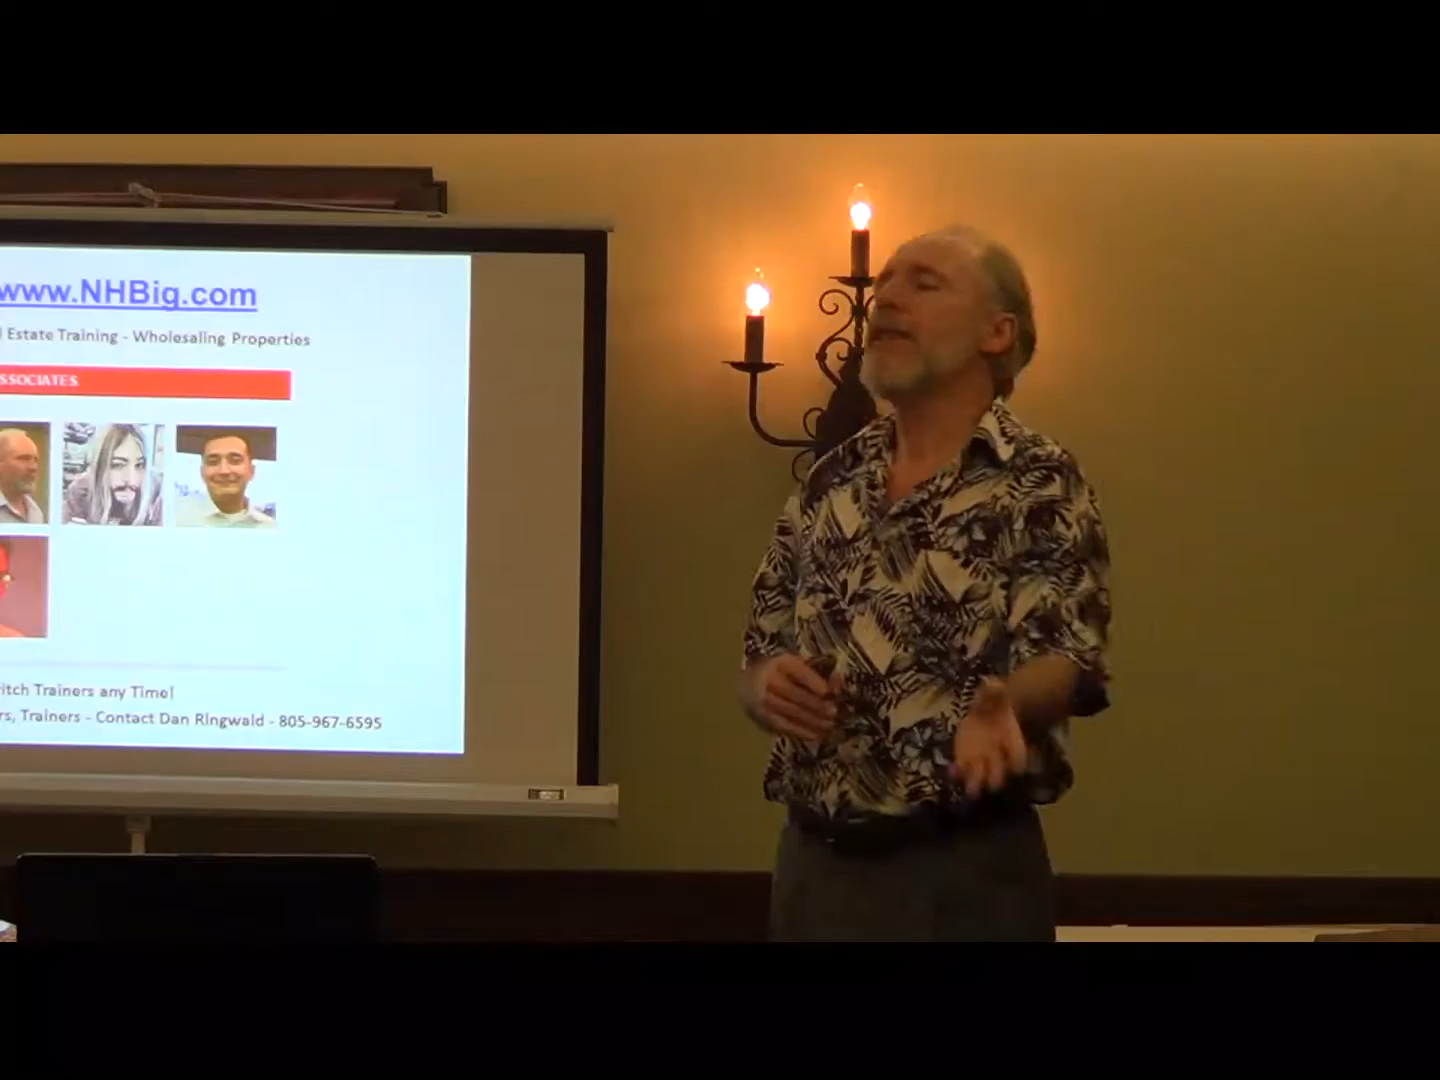 www.NHBig.com
Estate Training - Wholesaling Properties
SSOCIATES
itch Trainers any Time!
rs, Trainers - Contact Dan Ringwald - 805-967-6595